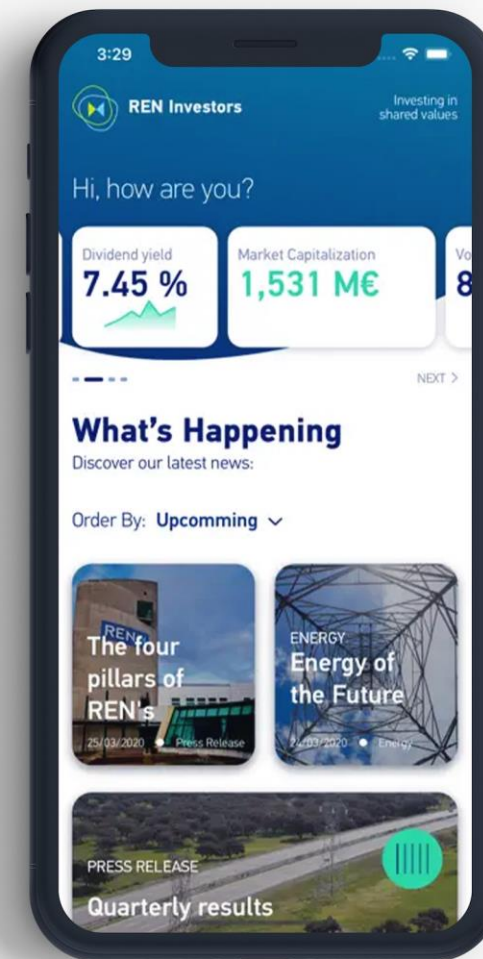 3:29
REN Investors
Investing in
shared values
Hi, how are you?
Dividend yield
7.45 %
Market Capitalization
1,531 M€
Vo
8
NEXT >
What's Happening
Discover our latest news:
Order By: Upcomming
REN
The four
pillars of
REN's
25/03/2020 ● Press Release
ENERGY
Energy of
the Future
24/03/2020 ● Energy
PRESS RELEASE
Quarterly results